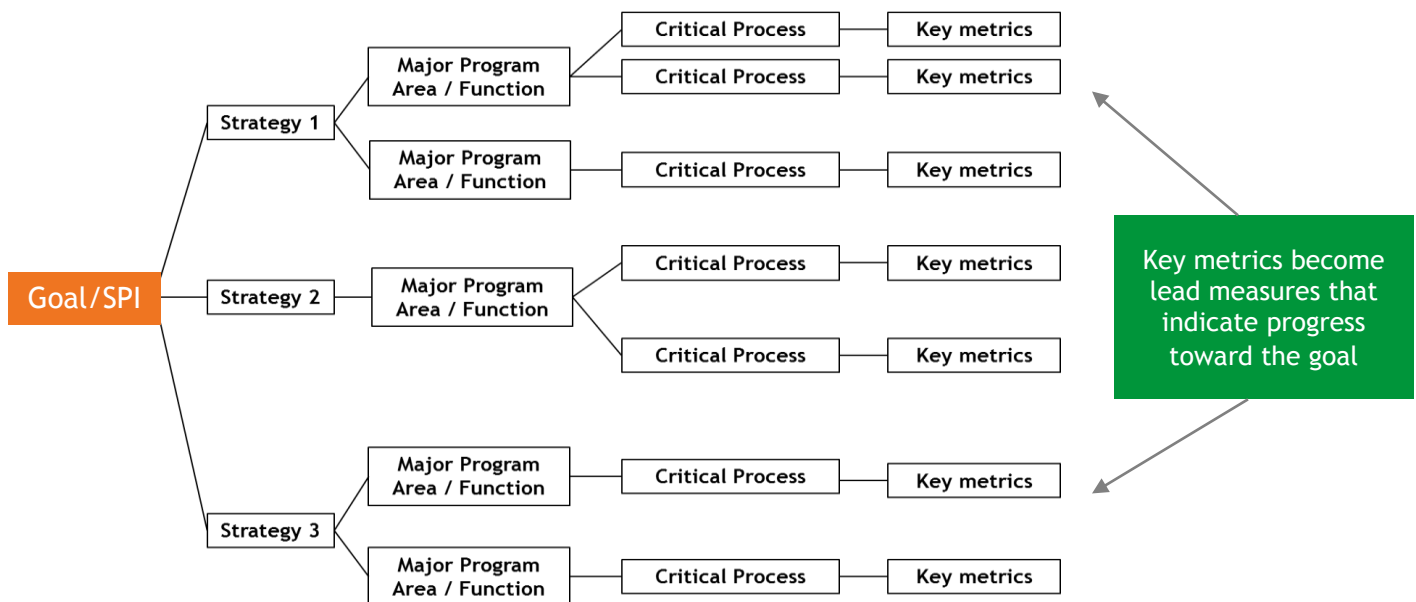 Critical Process
Key metrics
Major Program
Area / Function
Critical Process
Key metrics
Strategy 1
Major Program
Area / Function
Critical Process
Key metrics
Goal/SPI
Strategy 2
Major Program
Area / Function
Critical Process
Key metrics
Critical Process
Key metrics
Key metrics become
lead measures that
indicate progress
toward the goal
Major Program
Area / Function
Critical Process
Key metrics
Strategy 3
Major Program
Area / Function
Critical Process
Key metrics